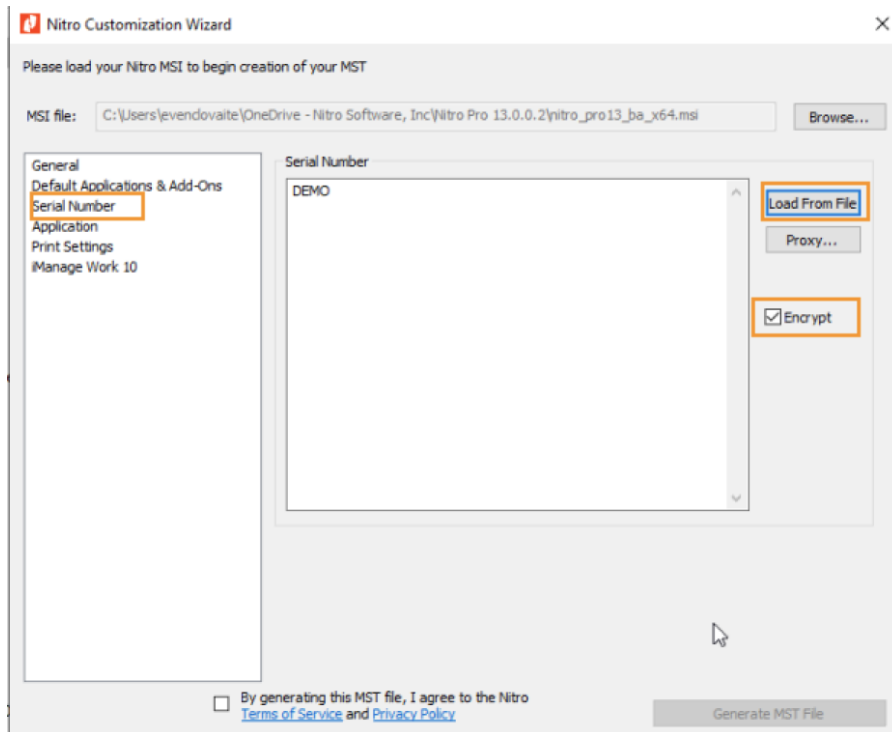 Nitro Customization Wizard
Please load your Nitro MSI to begin creation of your MST
MSI file: C:\Users\evendovaite\OneDrive - Nitro Software, Inc\Nitro Pro 13.0.0.2\nitro_pro13_ba_x64.msi Browse...
General
Default Applications & Add-Ons
Serial Number
Application
Print Settings
iManage Work 10
Serial Number
DEMO
Load From File
Proxy...
Encrypt
By generating this MST file, I agree to the Nitro
Terms of Service and Privacy Policy
Generate MST File